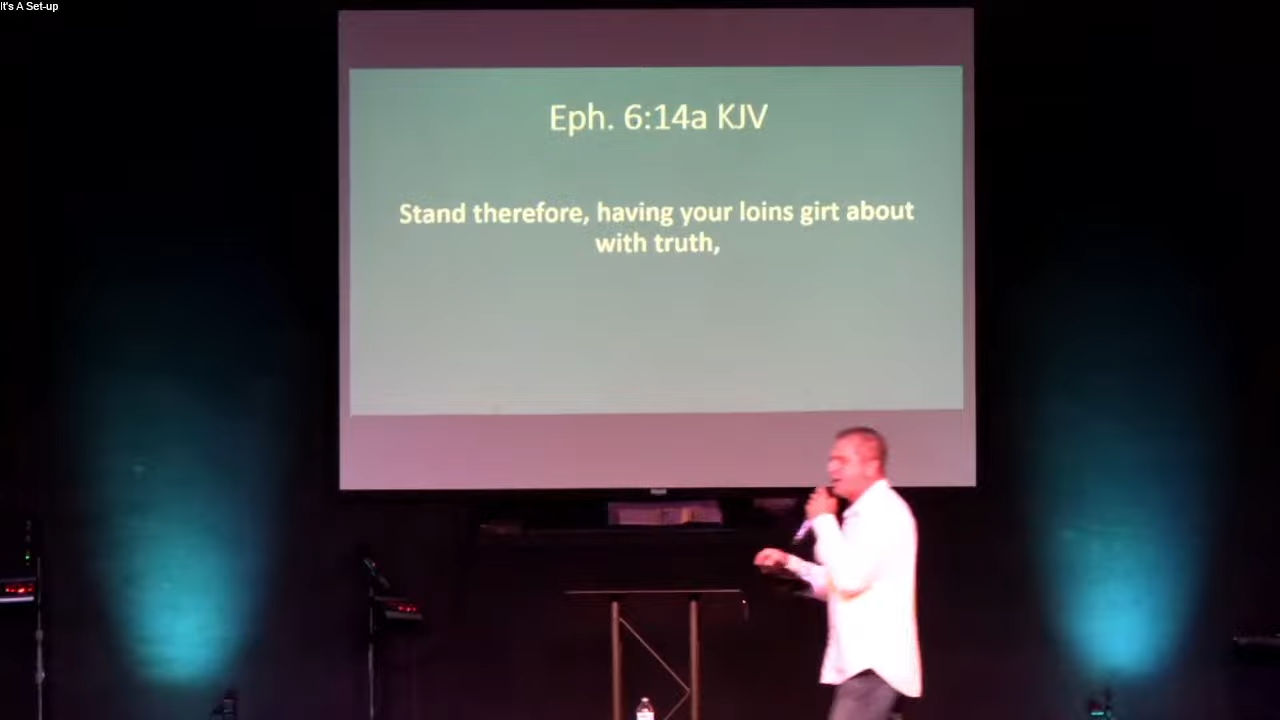 It's A Set-up
Eph. 6:14a KJV
Stand therefore, having your loins girt about
with truth,